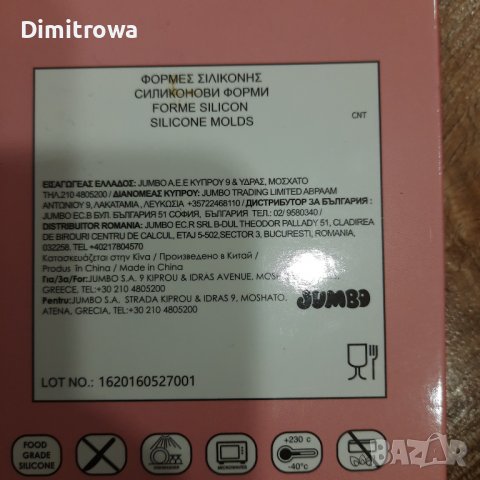 Dimitrowa
ΦΟΡΜΕΣ ΣΙΛΙΚΟΝΗΣ
СИЛИКОНОВИ ФОРМИ
FORME SILICON
SILICONE MOLDS
CNT
ΕΙΣΑΓΩΓΕΑΣ ΕΛΛΑΔΟΣ: JUMBO A.E.E ΚΥΠΡΟΥ 9 & ΥΔΡΑΣ, ΜΟΣΧΑΤΟ
ΤΗΛ.210 4805200 / ΔΙΑΝΟΜΕΑΣ ΚΥΠΡΟΥ: JUMBO TRADING LIMITED ΑΒΡΑΑΜ
ΑΝΤΩΝΙΟΥ 9, ΛΑΚΑΤΑΜΙΑ , ΛΕΥΚΩΣΙΑ +35722468110 / ДИСТРИБУТОР ЗА БЪЛГАРИЯ :
JUMBO EC.B БУЛ. БЪЛГАРИЯ 51 СОФИЯ, БЪЛГАРИЯ ТЕЛ.: 02/ 9580340 /
DISTRIBUITOR ROMANIA: JUMBO EC.R SRL B-DUL THEODOR PALLADY 51, CLADIREA
DE BIROURI CENTRU DE CALCUL, ETAJ 5-502,SECTOR 3, BUCURESTI, ROMANIA,
032258, TEL +40217804570
Κατασκευάζεται στην Κίνα / Произведено в Китай /
Produs în China / Made in China
Για/За/For:JUMBO S.A. 9 KIPROU & IDRAS AVENUE, MOSHATO
GREECE, TEL:+30 210 4805200
Pentru:JUMBO S.A. STRADA KIPROU & IDRAS 9, MOSHATO,
ATENA, GRECIA, TEL:+30 210 4805200
JUMBO
LOT NO.: 1620160527001
FOOD GRADE SILICONE
DISHWASHER
MICROWAVE
+230 c
-40°c
BAZAR